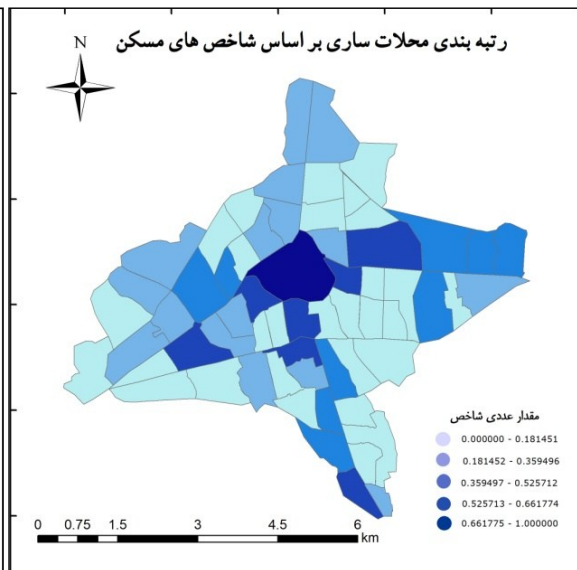 رتبه بندی محلات ساری بر اساس شاخص های مسکن
N
مقدار عددی شاخص
0.000000 - 0.181451
0.181452 - 0.359496
0.359497 - 0.525712
0.525713 - 0.661774
0.661775 - 1.000000
0 0.75 1.5 3 4.5 6
km